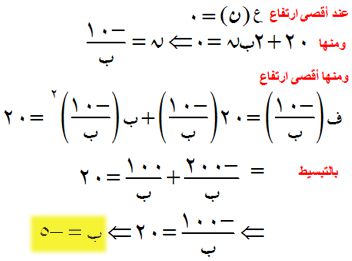 عند أقصى ارتفاع ع(ن) = ٠
ومنها ٢٠ + ٢ب ن = ٠ ⇐ ن = −١٠/ب
ومنها أقصى ارتفاع
ف(−١٠/ب) = ٢٠(−١٠/ب) + ب(−١٠/ب)^٢ = ٢٠
بالتبسيط = −٢٠٠/ب + ١٠٠/ب = ٢٠
⇐ −١٠٠/ب = ٢٠ ⇐ ب = −٥